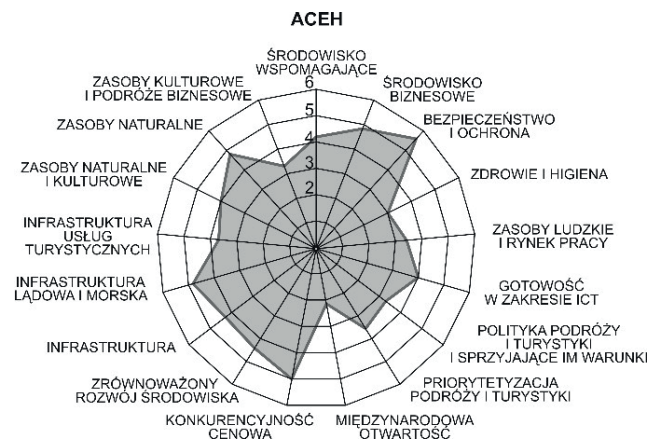 ACEH
ŚRODOWISKO
WSPOMAGAJĄCE
ŚRODOWISKO
BIZNESOWE
BEZPIECZEŃSTWO
I OCHRONA
ZDROWIE I HIGIENA
ZASOBY LUDZKIE
I RYNEK PRACY
GOTOWOŚĆ
W ZAKRESIE ICT
POLITYKA PODRÓŻY
I TURYSTYKI
I SPRZYJAJĄCE IM WARUNKI
PRIORYTETYZACJA
PODRÓŻY I TURYSTYKI
MIĘDZYNARODOWA
OTWARTOŚĆ
KONKURENCYJNOŚĆ
CENOWA
ZRÓWNOWAŻONY
ROZWÓJ ŚRODOWISKA
INFRASTRUKTURA
INFRASTRUKTURA
LĄDOWA I MORSKA
INFRASTRUKTURA
USŁUG
TURYSTYCZNYCH
ZASOBY NATURALNE
I KULTUROWE
ZASOBY NATURALNE
ZASOBY KULTUROWE
I PODRÓŻE BIZNESOWE
6
5
4
3
2